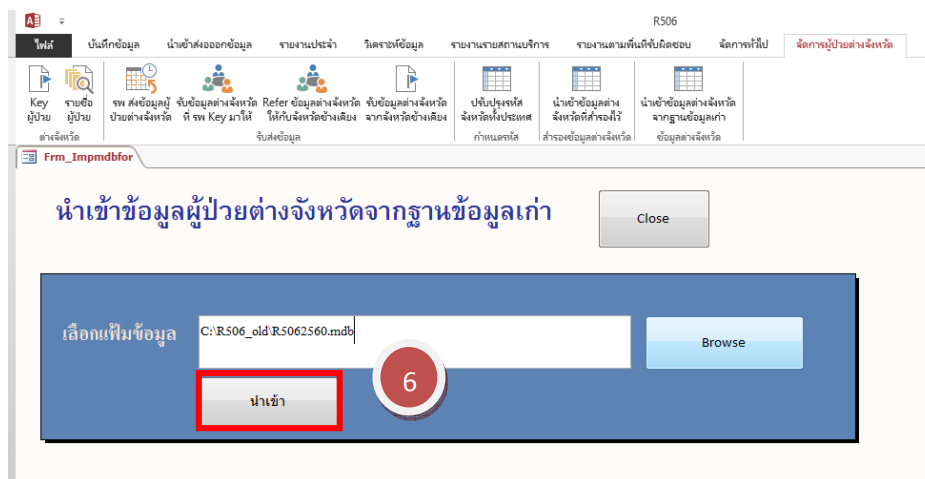 R506
ไฟล์ บันทึกข้อมูล นำเข้าส่งออกข้อมูล รายงานประจำ วิเคราะห์ข้อมูล รายงานรายสถานบริการ รายงานตามพื้นที่รับผิดชอบ จัดการทั่วไป จัดการผู้ป่วยต่างจังหวัด
Key รายชื่อ รพ ส่งข้อมูลผู้ รับข้อมูลต่างจังหวัด Refer ข้อมูลต่างจังหวัด รับข้อมูลต่างจังหวัด ปรับปรุงรหัส นำเข้าข้อมูลต่าง นำเข้าข้อมูลต่างจังหวัด
ผู้ป่วย ผู้ป่วย ป่วยต่างจังหวัด ที่ รพ Key มาให้ ให้กับจังหวัดข้างเคียง จากจังหวัดข้างเคียง จังหวัดทั้งประเทศ จังหวัดที่สำรองไว้ จากฐานข้อมูลเก่า
ต่างจังหวัด รับส่งข้อมูล กำหนดรหัส สำรองข้อมูลต่างจังหวัด ข้อมูลต่างจังหวัด
Frm_Impmdbfor
นำเข้าข้อมูลผู้ป่วยต่างจังหวัดจากฐานข้อมูลเก่า Close
เลือกแฟ้มข้อมูล C:\R506_old\R5062560.mdb Browse
นำเข้า 6